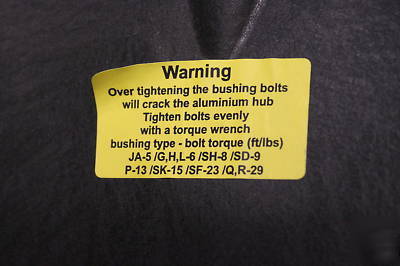 Warning
Over tightening the bushing bolts
will crack the aluminium hub
Tighten bolts evenly
with a torque wrench
bushing type - bolt torque (ft/lbs)
JA-5 /G,H,L-6 /SH-8 /SD-9
P-13 /SK-15 /SF-23 /Q,R-29